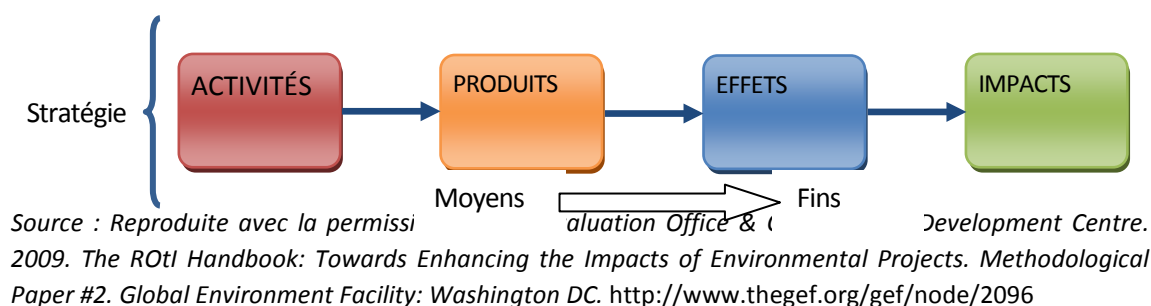 ACTIVITÉS PRODUITS EFFETS IMPACTS
Stratégie
Moyens Fins
Source : Reproduite avec la permissi aluation Office & Development Centre.
2009. The ROtI Handbook: Towards Enhancing the Impacts of Environmental Projects. Methodological
Paper #2. Global Environment Facility: Washington DC. http://www.thegef.org/gef/node/2096